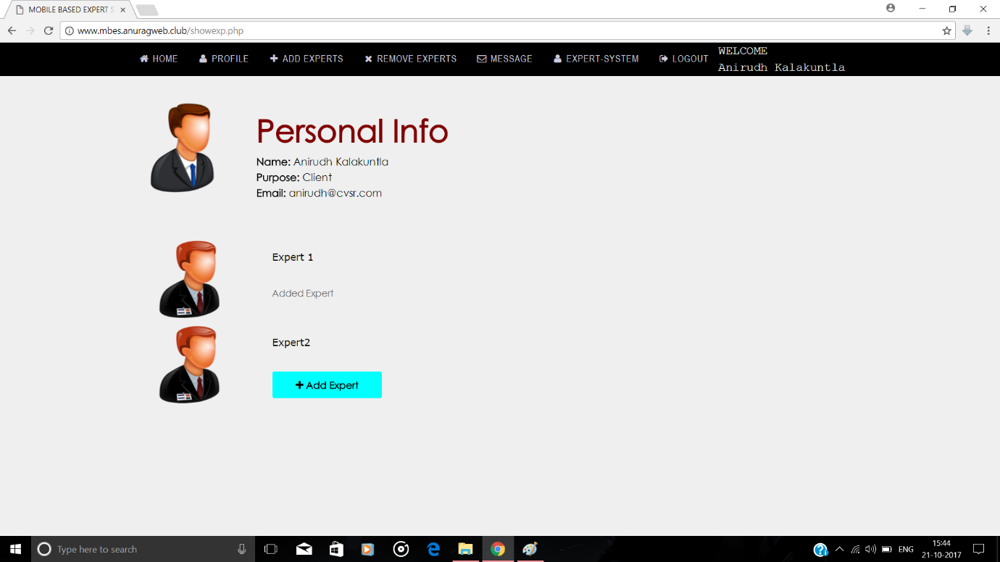 MOBILE BASED EXPERT S
www.mbes.anuragweb.club/showexp.php
HOME PROFILE ADD EXPERTS REMOVE EXPERTS MESSAGE EXPERT-SYSTEM LOGOUT
WELCOME
Anirudh Kalakuntla
Personal Info
Name: Anirudh Kalakuntla
Purpose: Client
Email: anirudh@cvsr.com
Expert 1
Added Expert
Expert2
Add Expert
Type here to search
ENG
15:44
21-10-2017